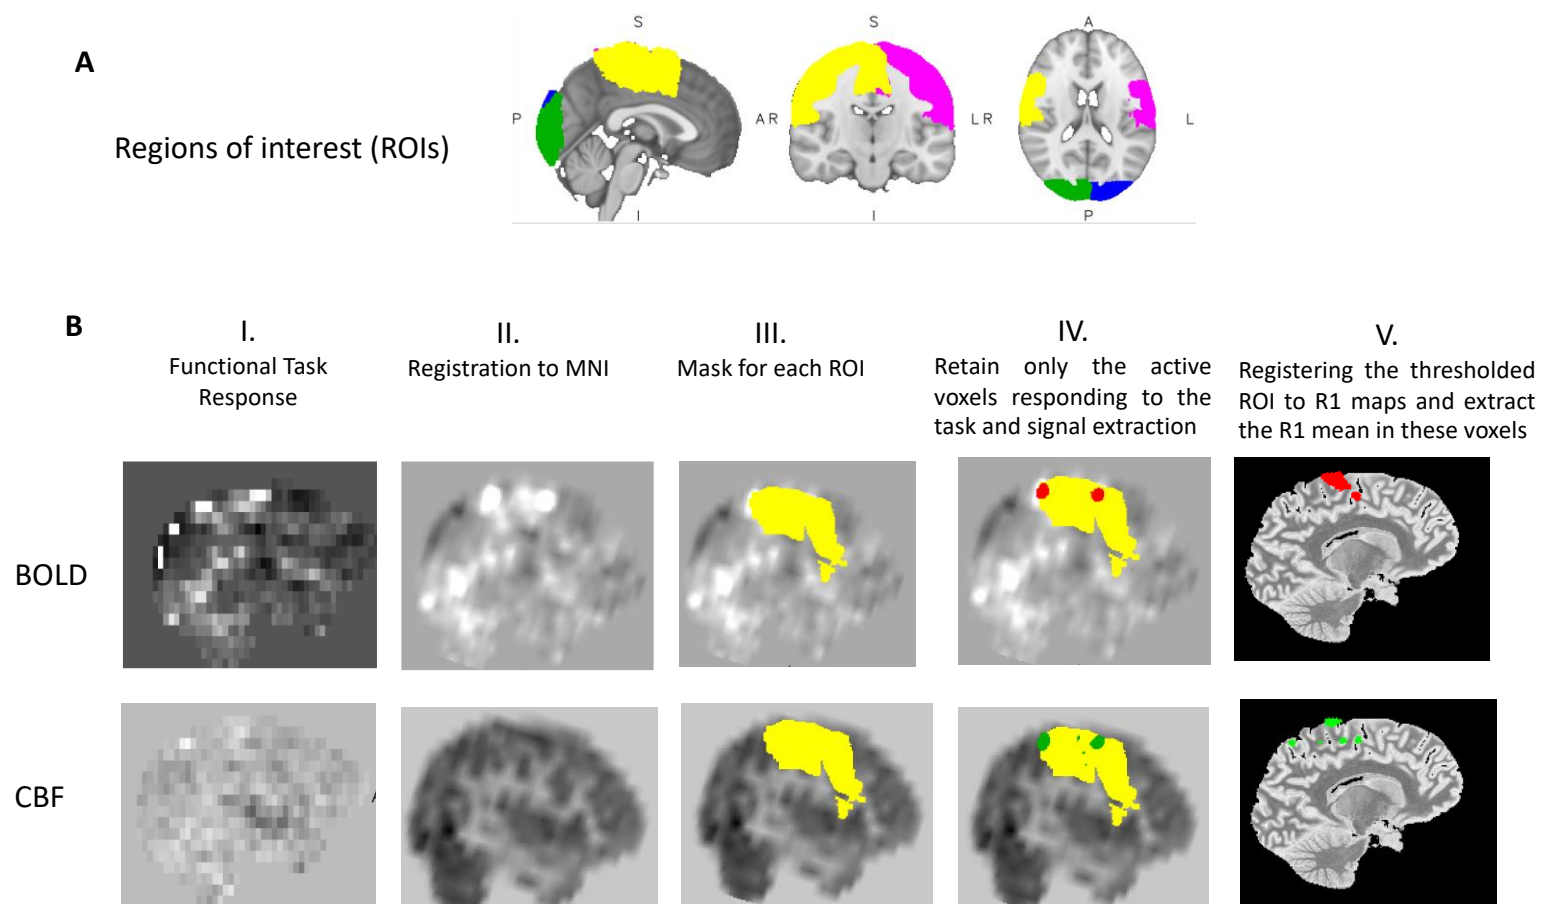 A
Regions of interest (ROIs)
S S A
P A R L R L
I I P
B
I. II. III. IV. V.
Functional Task
Response
Registration to MNI
Mask for each ROI
Retain only the active
voxels responding to the
task and signal extraction
Registering the thresholded
ROI to R1 maps and extract
the R1 mean in these voxels
BOLD
CBF
A